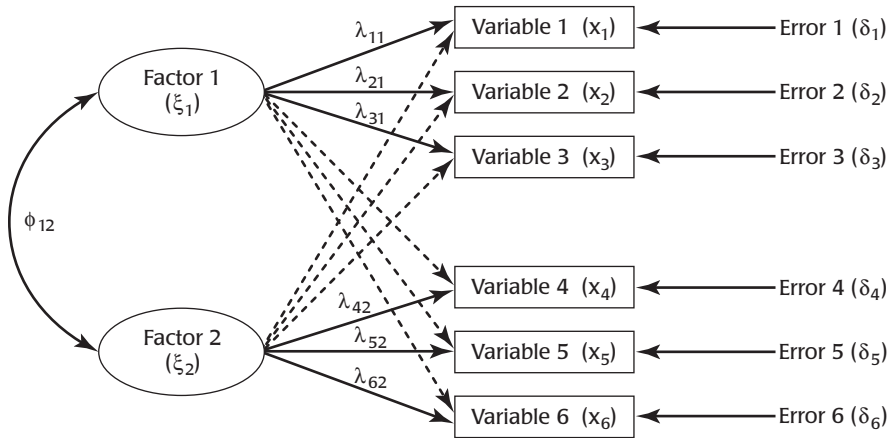 λ₁₁
Variable 1 (x₁)
Error 1 (δ₁)
Factor 1
(ξ₁)
λ₂₁
Variable 2 (x₂)
Error 2 (δ₂)
λ₃₁
Variable 3 (x₃)
Error 3 (δ₃)
ϕ₁₂
Variable 4 (x₄)
Error 4 (δ₄)
λ₄₂
Factor 2
(ξ₂)
λ₅₂
Variable 5 (x₅)
Error 5 (δ₅)
λ₆₂
Variable 6 (x₆)
Error 6 (δ₆)